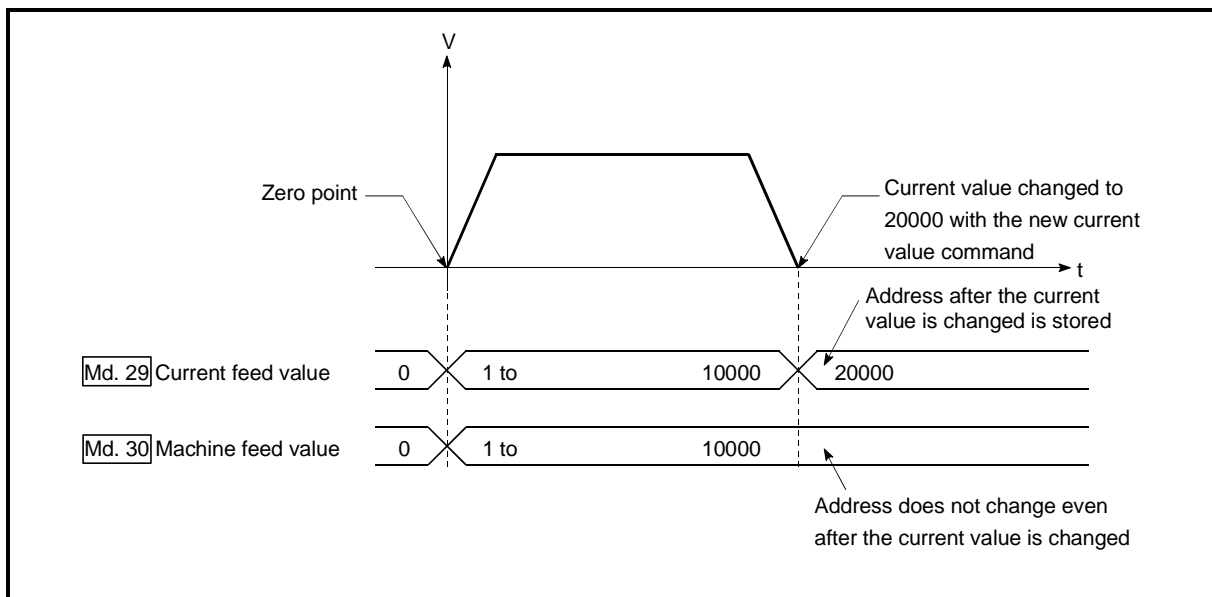 V
Zero point
Current value changed to
20000 with the new current
value command
t
Address after the current
value is changed is stored
Md. 29 Current feed value 0 1 to 10000 20000
Md. 30 Machine feed value 0 1 to 10000
Address does not change even
after the current value is changed